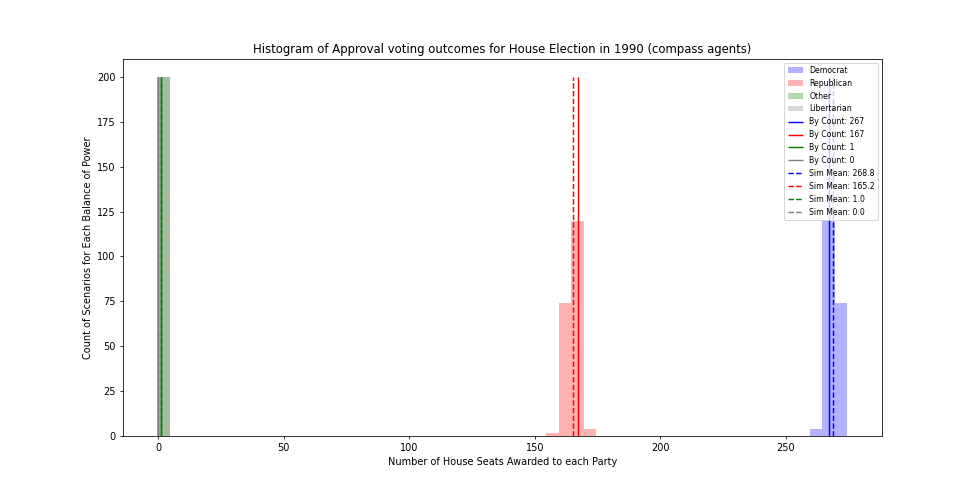 Histogram of Approval voting outcomes for House Election in 1990 (compass agents)
200
175
150
125
100
75
50
25
0
Count of Scenarios for Each Balance of Power
Democrat
Republican
Other
Libertarian
By Count: 267
By Count: 167
By Count: 1
By Count: 0
Sim Mean: 268.8
Sim Mean: 165.2
Sim Mean: 1.0
Sim Mean: 0.0
0 50 100 150 200 250
Number of House Seats Awarded to each Party